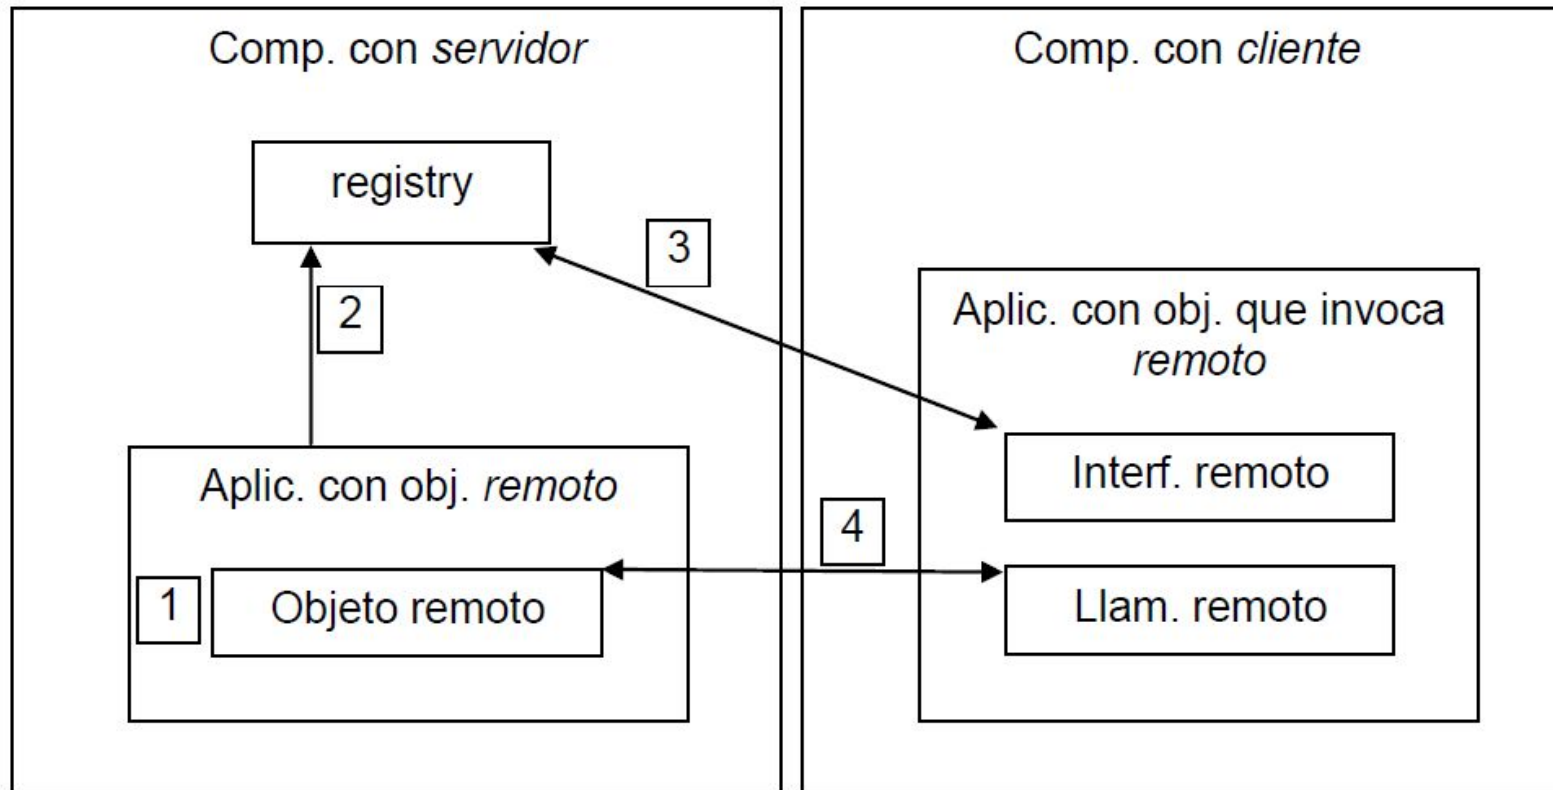 Comp. con servidor
registry
2
Aplic. con obj. remoto
1
Objeto remoto
3
4
Comp. con cliente
Aplic. con obj. que invoca
remoto
Interf. remoto
Llam. remoto